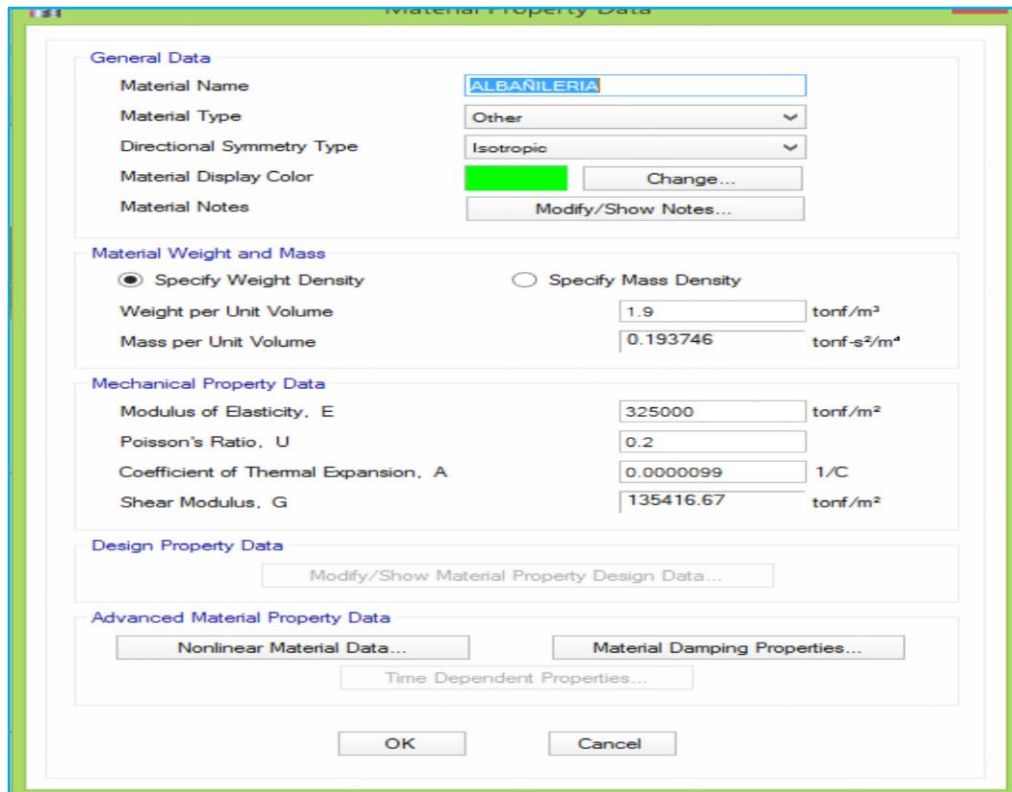 Material Property Data
General Data
Material Name ALBAÑILERIA
Material Type Other
Directional Symmetry Type Isotropic
Material Display Color Change...
Material Notes Modify/Show Notes...
Material Weight and Mass
Specify Weight Density Specify Mass Density
Weight per Unit Volume 1.9 tonf/m³
Mass per Unit Volume 0.193746 tonf-s²/m⁴
Mechanical Property Data
Modulus of Elasticity, E 325000 tonf/m²
Poisson's Ratio, U 0.2
Coefficient of Thermal Expansion, A 0.0000099 1/C
Shear Modulus, G 135416.67 tonf/m²
Design Property Data
Modify/Show Material Property Design Data...
Advanced Material Property Data
Nonlinear Material Data... Material Damping Properties...
Time Dependent Properties...
OK Cancel